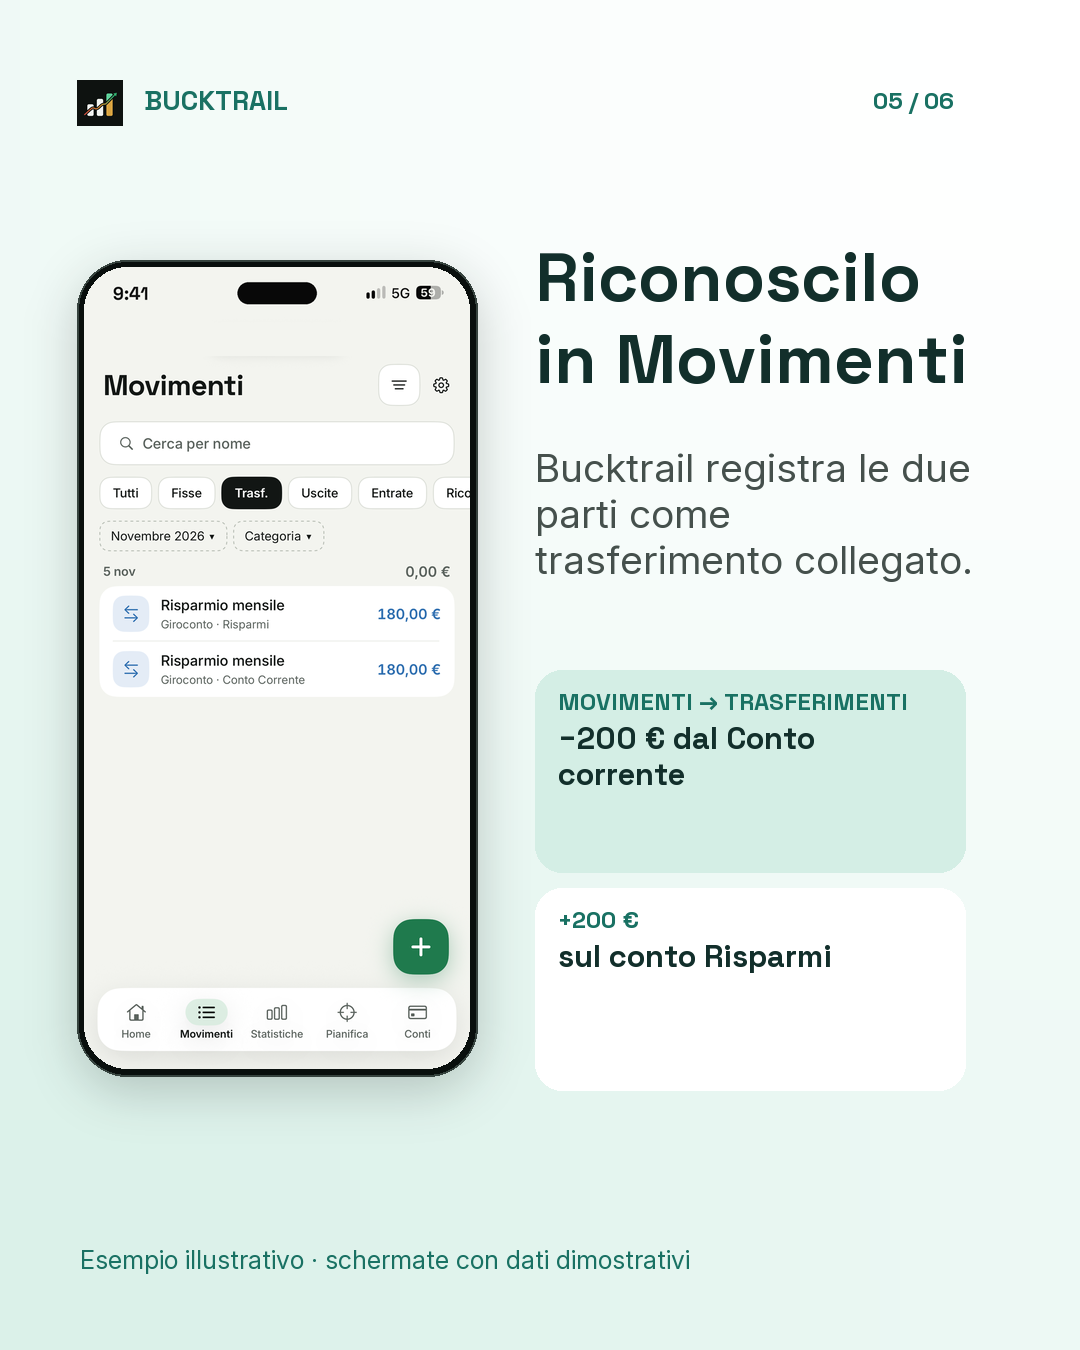 BUCKTRAIL
05 / 06
Riconoscilo
in Movimenti
Bucktrail registra le due
parti come
trasferimento collegato.
MOVIMENTI → TRASFERIMENTI
−200 € dal Conto
corrente
+200 €
sul conto Risparmi
9:41
5G 59
Movimenti
Cerca per nome
Tutti Fisse Trasf. Uscite Entrate Rico
Novembre 2026 ▾ Categoria ▾
5 nov 0,00 €
Risparmio mensile
180,00 €
Giroconto · Risparmi
Risparmio mensile
180,00 €
Giroconto · Conto Corrente
Home Movimenti Statistiche Pianifica Conti
Esempio illustrativo · schermate con dati dimostrativi